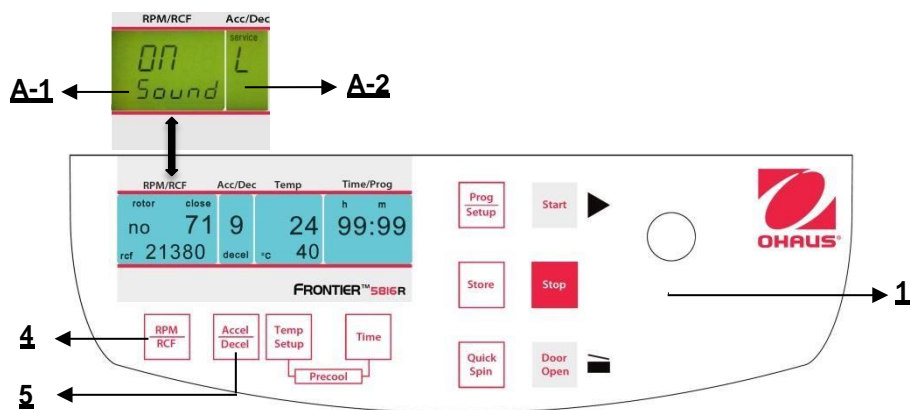 RPM/RCF Acc/Dec
service
ON L
Sound
A-1
A-2
RPM/RCF Acc/Dec Temp Time/Prog
rotor close h m
no 71 9 24 99:99
rcf 21380 decel °C 40
FRONTIER™5816R
Prog
Setup
Start
OHAUS®
Store
Stop
1
4
RPM
RCF
Accel
Decel
Temp
Setup
Time
Precool
Quick
Spin
Door
Open
5